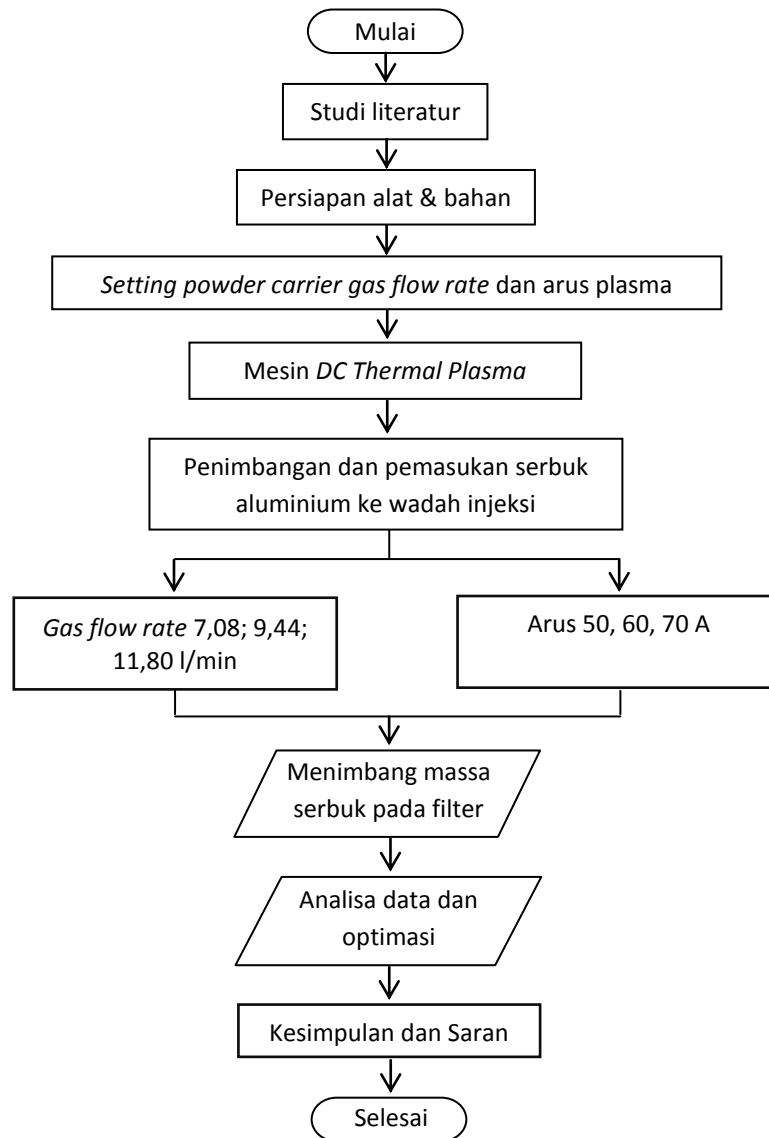 Mulai
Studi literatur
Persiapan alat & bahan
Setting powder carrier gas flow rate dan arus plasma
Mesin DC Thermal Plasma
Penimbangan dan pemasukan serbuk
aluminium ke wadah injeksi
Gas flow rate 7,08; 9,44;
11,80 l/min
Arus 50, 60, 70 A
Menimbang massa
serbuk pada filter
Analisa data dan
optimasi
Kesimpulan dan Saran
Selesai